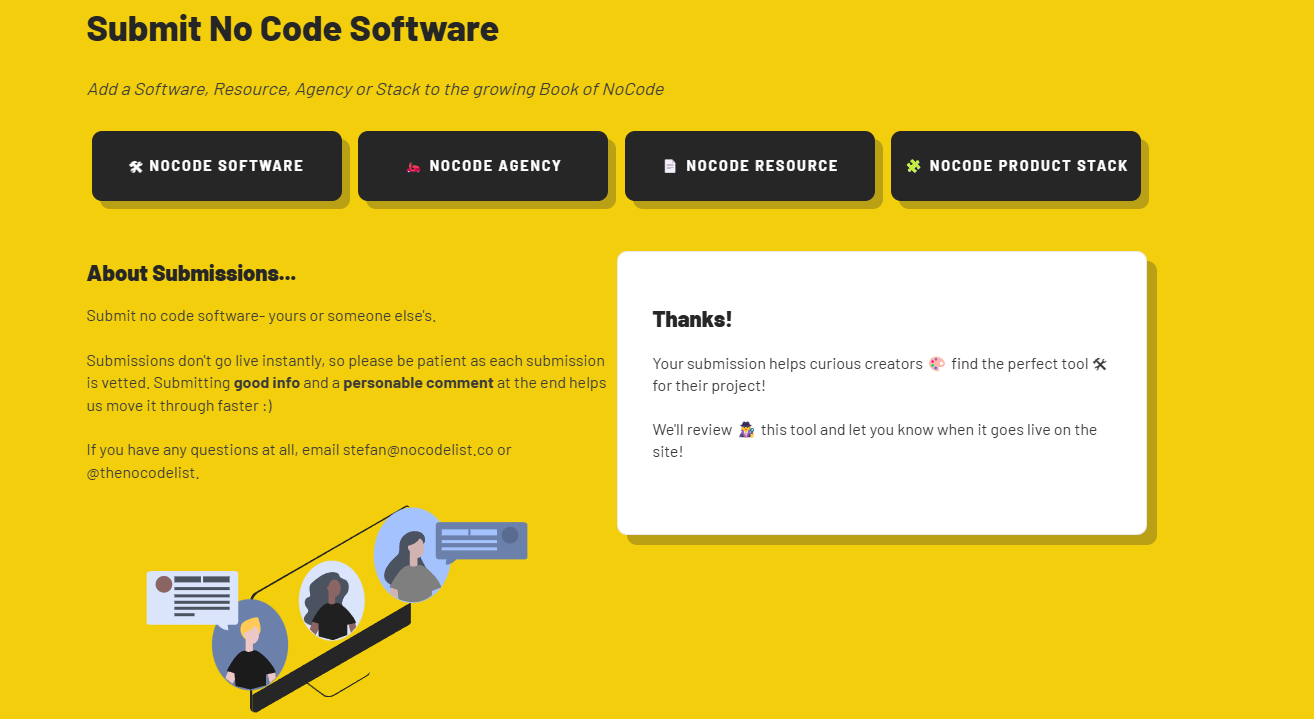 Submit No Code Software
Add a Software, Resource, Agency or Stack to the growing Book of NoCode
🛠 NOCODE SOFTWARE
🛵 NOCODE AGENCY
📄 NOCODE RESOURCE
🧩 NOCODE PRODUCT STACK
About Submissions...
Submit no code software- yours or someone else's.
Submissions don't go live instantly, so please be patient as each submission
is vetted. Submitting good info and a personable comment at the end helps
us move it through faster :)
If you have any questions at all, email stefan@nocodelist.co or
@thenocodelist.
Thanks!
Your submission helps curious creators 🎨 find the perfect tool 🛠
for their project!
We'll review 🕵️‍♀️ this tool and let you know when it goes live on the
site!